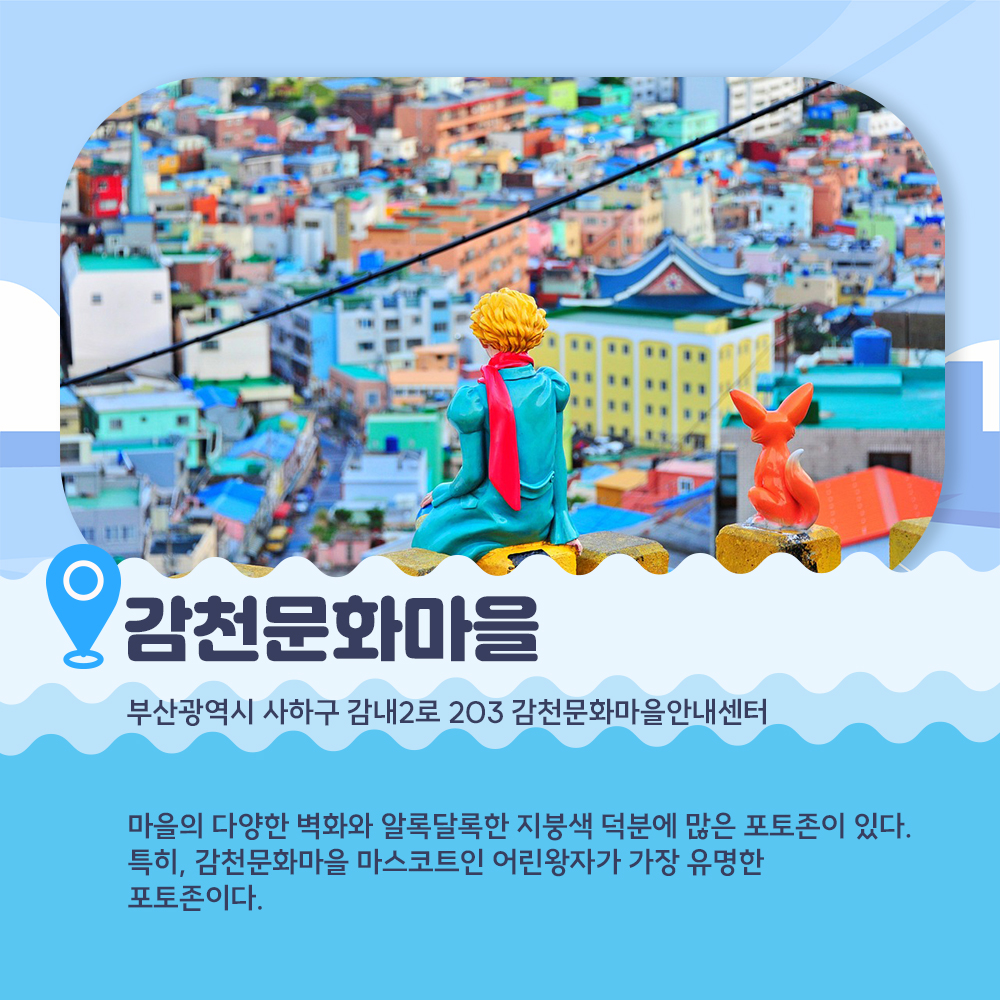 감천문화마을
부산광역시 사하구 감내2로 203 감천문화마을안내센터
마을의 다양한 벽화와 알록달록한 지붕색 덕분에 많은 포토존이 있다.
특히, 감천문화마을 마스코트인 어린왕자가 가장 유명한
포토존이다.